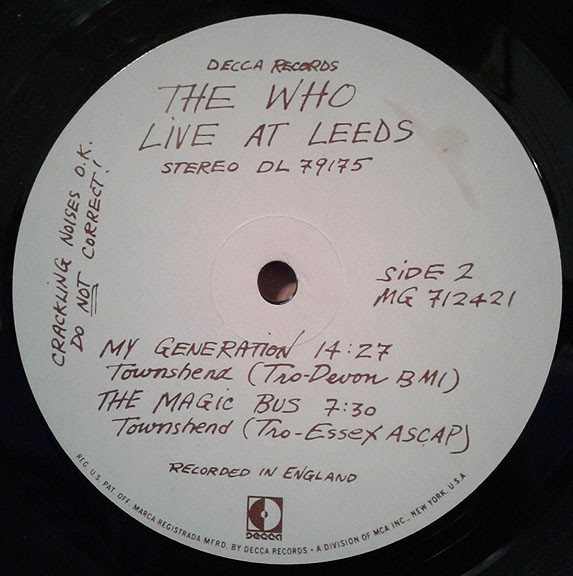 DECCA RECORDS
THE WHO
LIVE AT LEEDS
STEREO DL 79175
CRACKLING NOISES O.K.
DO NOT CORRECT!
SIDE 2
MG 712421
MY GENERATION 14:27
Townshend (Tro-Devon BMI)
THE MAGIC BUS 7:30
Townshend (Tro-Essex ASCAP)
RECORDED IN ENGLAND
DECCA
REG. U.S. PAT. OFF. MARCA REGISTRADA MFRD. BY DECCA RECORDS • A DIVISION OF MCA INC., NEW YORK, U.S.A.